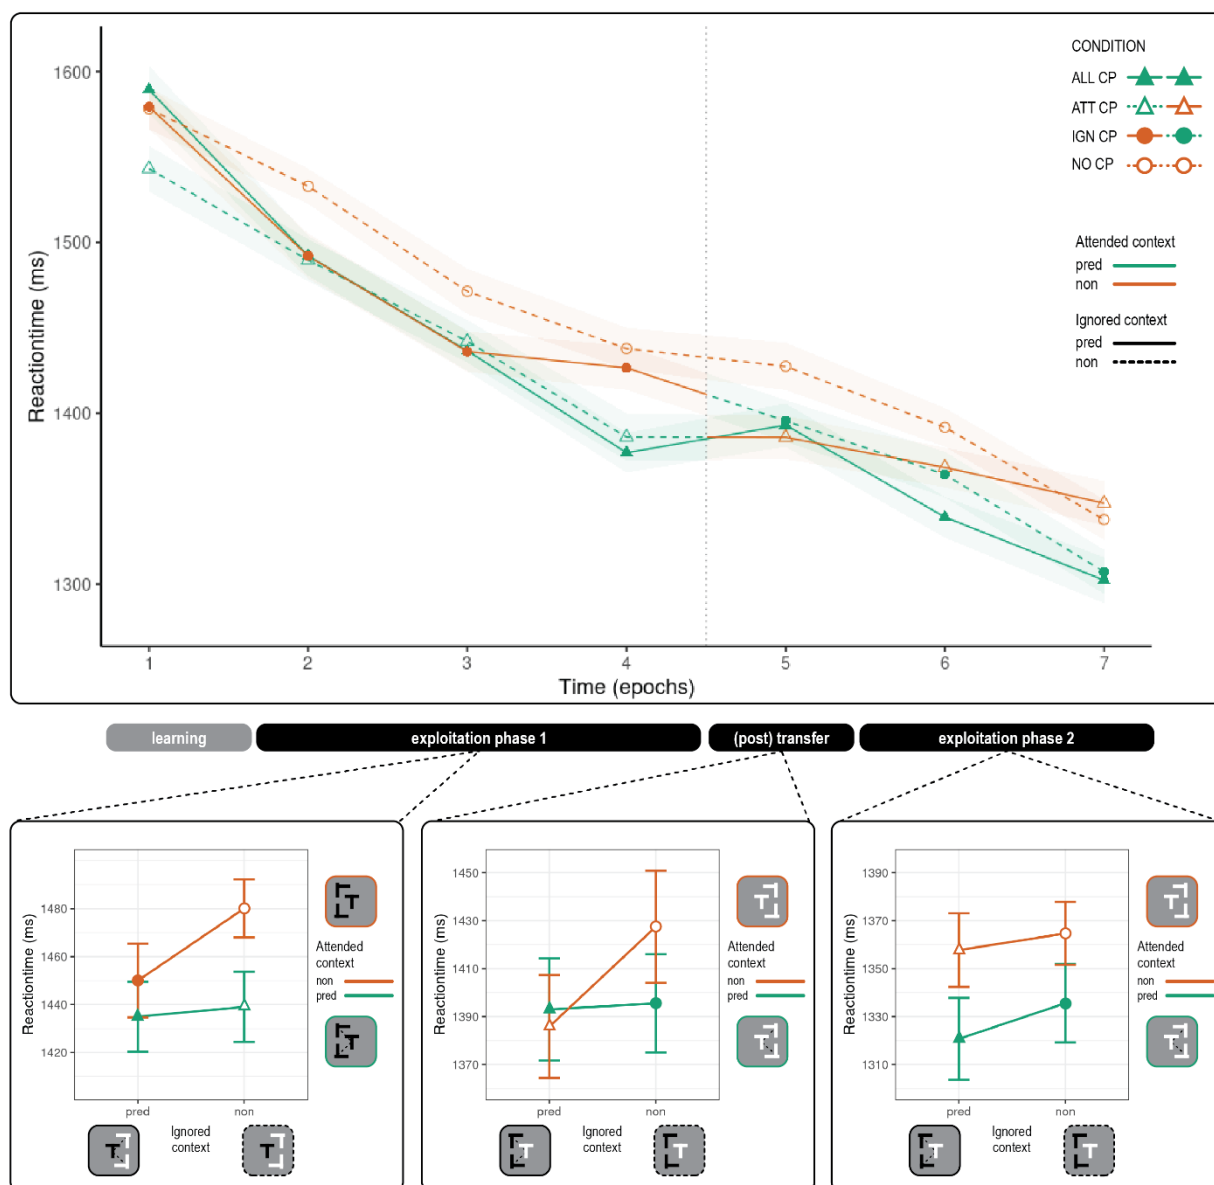 CONDITION
ALL CP
ATT CP
IGN CP
NO CP
Attended context
pred
non
Ignored context
pred
non
1600
1500
1400
1300
Reactiontime (ms)
1 2 3 4 5 6 7
Time (epochs)
learning exploitation phase 1 (post) transfer exploitation phase 2
1480
1460
1440
1420
Reactiontime (ms)
pred non
Ignored
context
Attended
context
non
pred
1450
1430
1410
1390
1370
Reactiontime (ms)
pred non
Ignored
context
Attended
context
non
pred
1390
1370
1350
1330
1310
Reactiontime (ms)
pred non
Ignored
context
Attended
context
non
pred